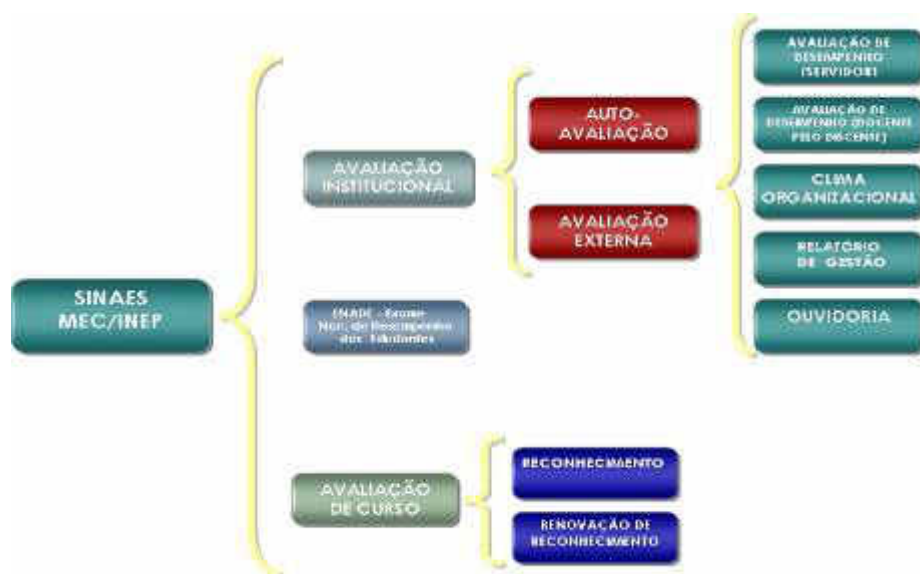 SINAES
MEC/INEP
AVALIAÇÃO
INSTITUCIONAL
ENADE - Exame
Nac. de Desempenho
dos Estudantes
AVALIAÇÃO
DE CURSO
AUTO-
AVALIAÇÃO
AVALIAÇÃO
EXTERNA
RECONHECIMENTO
RENOVAÇÃO DE
RECONHECIMENTO
AVALIAÇÃO DE
DESEMPENHO
(SERVIDOR)
AVALIAÇÃO DE
DESEMPENHO (DOCENTE
PELO DISCENTE)
CLIMA
ORGANIZACIONAL
RELATÓRIO
DE GESTÃO
OUVIDORIA